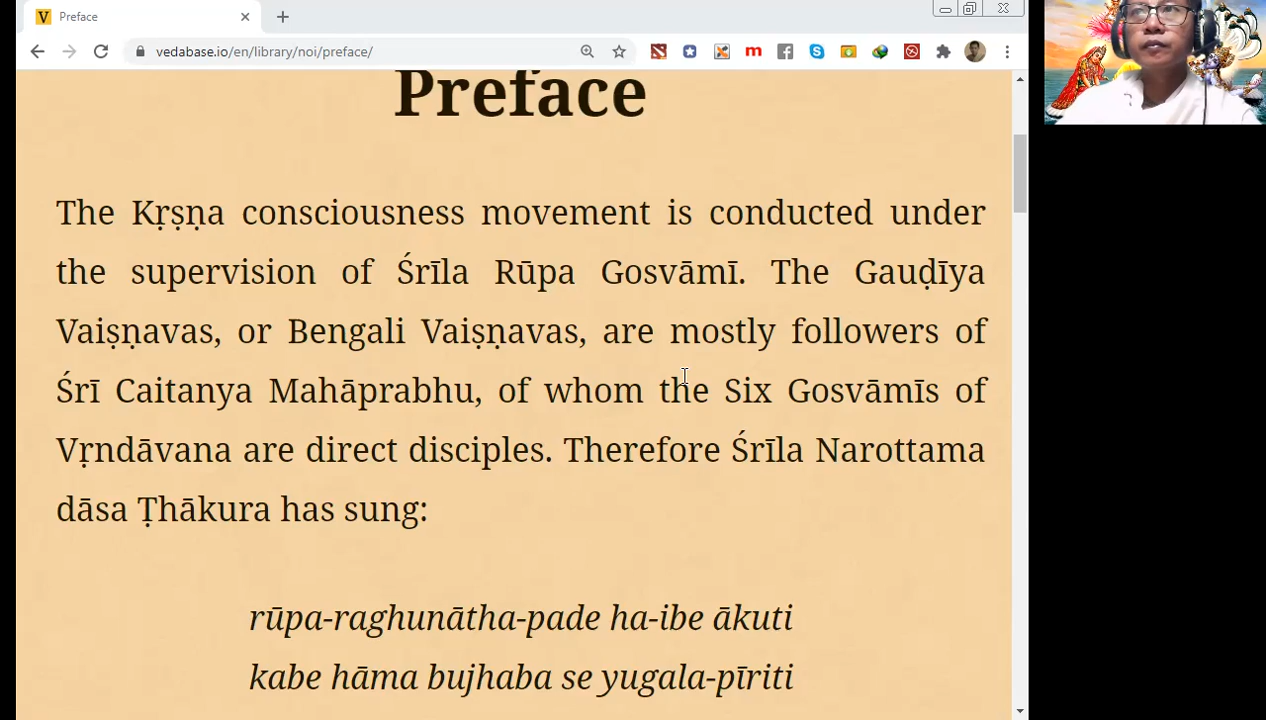 Preface
vedabase.io/en/library/noi/preface/
Preface
The Kṛṣṇa consciousness movement is conducted under
the supervision of Śrīla Rūpa Gosvāmī. The Gauḍīya
Vaiṣṇavas, or Bengali Vaiṣṇavas, are mostly followers of
Śrī Caitanya Mahāprabhu, of whom the Six Gosvāmīs of
Vṛndāvana are direct disciples. Therefore Śrīla Narottama
dāsa Ṭhākura has sung:
rūpa-raghunātha-pade ha-ibe ākuti
kabe hāma bujhaba se yugala-pīriti